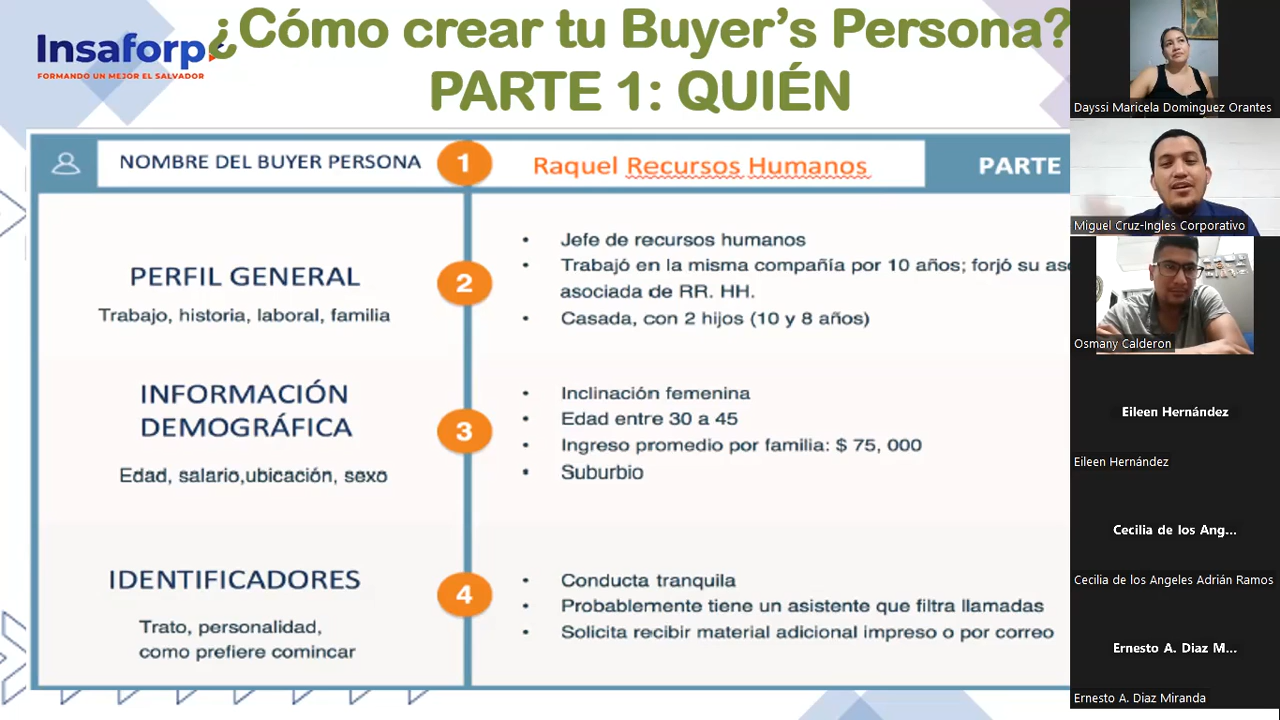 ¿Cómo crear tu Buyer's Persona?
PARTE 1: QUIÉN
Insaforp
FORMANDO UN MEJOR EL SALVADOR
NOMBRE DEL BUYER PERSONA
1
Raquel Recursos Humanos
PARTE
PERFIL GENERAL
Trabajo, historia, laboral, familia
2
• Jefe de recursos humanos
• Trabajó en la misma compañía por 10 años; forjó su
asociada de RR. HH.
• Casada, con 2 hijos (10 y 8 años)
INFORMACIÓN
DEMOGRÁFICA
Edad, salario,ubicación, sexo
3
• Inclinación femenina
• Edad entre 30 a 45
• Ingreso promedio por familia: $ 75, 000
• Suburbio
IDENTIFICADORES
Trato, personalidad,
como prefiere comincar
4
• Conducta tranquila
• Probablemente tiene un asistente que filtra llamadas
• Solicita recibir material adicional impreso o por correo
Dayssi Maricela Dominguez Orantes
Miguel Cruz-Ingles Corporativo
Osmany Calderon
Eileen Hernández
Eileen Hernández
Cecilia de los Ang...
Cecilia de los Angeles Adrián Ramos
Ernesto A. Diaz M...
Ernesto A. Diaz Miranda